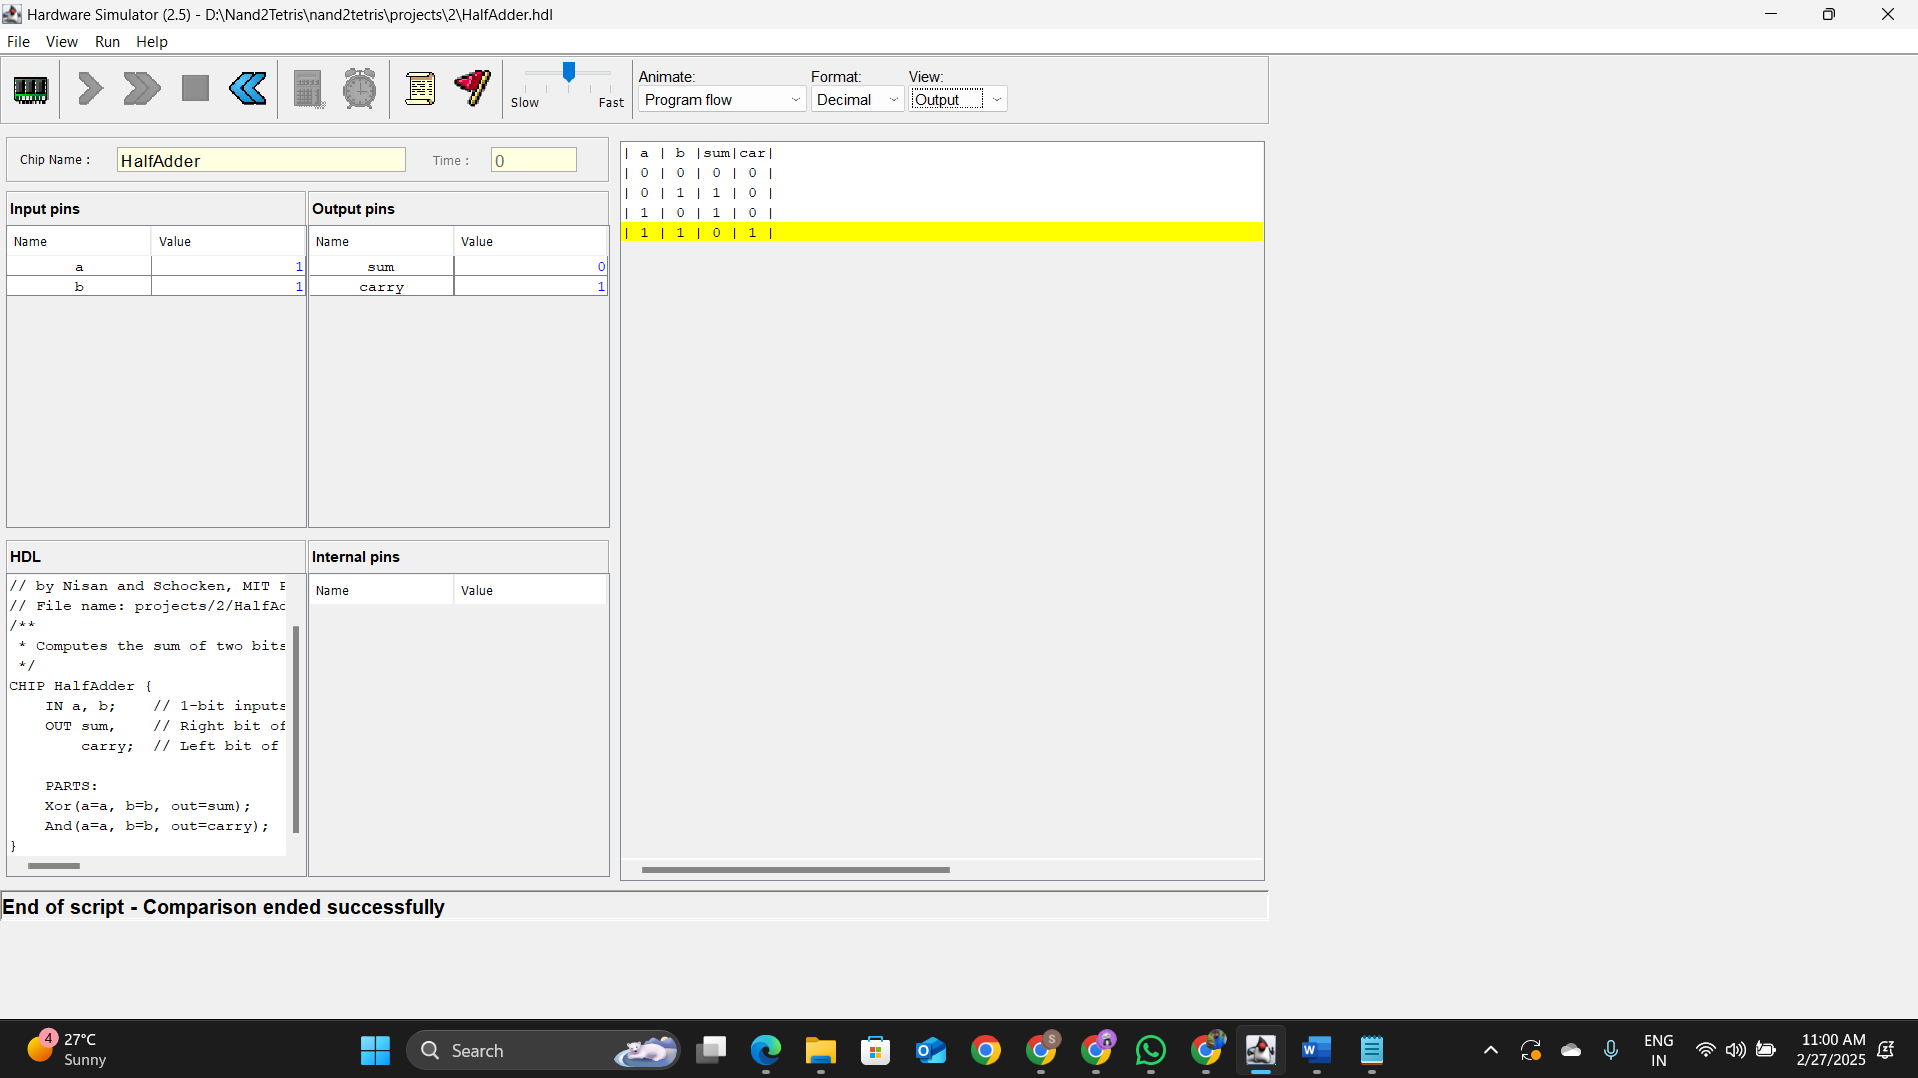 Hardware Simulator (2.5) - D:\Nand2Tetris\nand2tetris\projects\2\HalfAdder.hdl
File View Run Help
Slow Fast
Animate: Format: View:
Program flow Decimal Output
Chip Name : HalfAdder Time : 0
Input pins
Name Value
a 1
b 1
Output pins
Name Value
sum 0
carry 1
| a | b |sum|car|
| 0 | 0 | 0 | 0 |
| 0 | 1 | 1 | 0 |
| 1 | 0 | 1 | 0 |
| 1 | 1 | 0 | 1 |
HDL
// by Nisan and Schocken, MIT
// File name: projects/2/HalfAd
/**
* Computes the sum of two bits
*/
CHIP HalfAdder {
IN a, b; // 1-bit inputs
OUT sum, // Right bit of
carry; // Left bit of
PARTS:
Xor(a=a, b=b, out=sum);
And(a=a, b=b, out=carry);
}
Internal pins
Name Value
End of script - Comparison ended successfully
4
27°C
Sunny
Search
S
ENG
IN
11:00 AM
2/27/2025